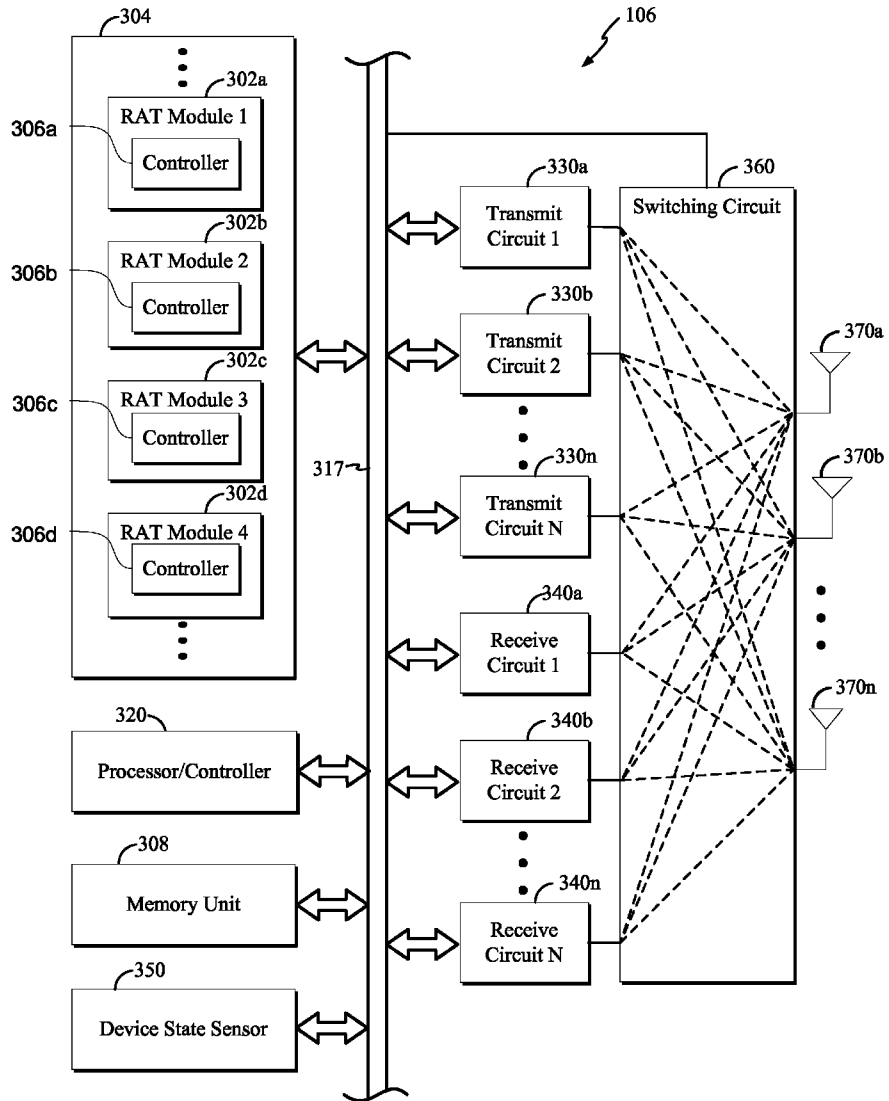 304
106
302a
RAT Module 1
306a
Controller
302b
RAT Module 2
306b
Controller
302c
RAT Module 3
306c
Controller
302d
RAT Module 4
306d
Controller
317
320
Processor/Controller
308
Memory Unit
350
Device State Sensor
330a
Transmit
Circuit 1
330b
Transmit
Circuit 2
330n
Transmit
Circuit N
340a
Receive
Circuit 1
340b
Receive
Circuit 2
340n
Receive
Circuit N
360
Switching Circuit
370a
370b
370n